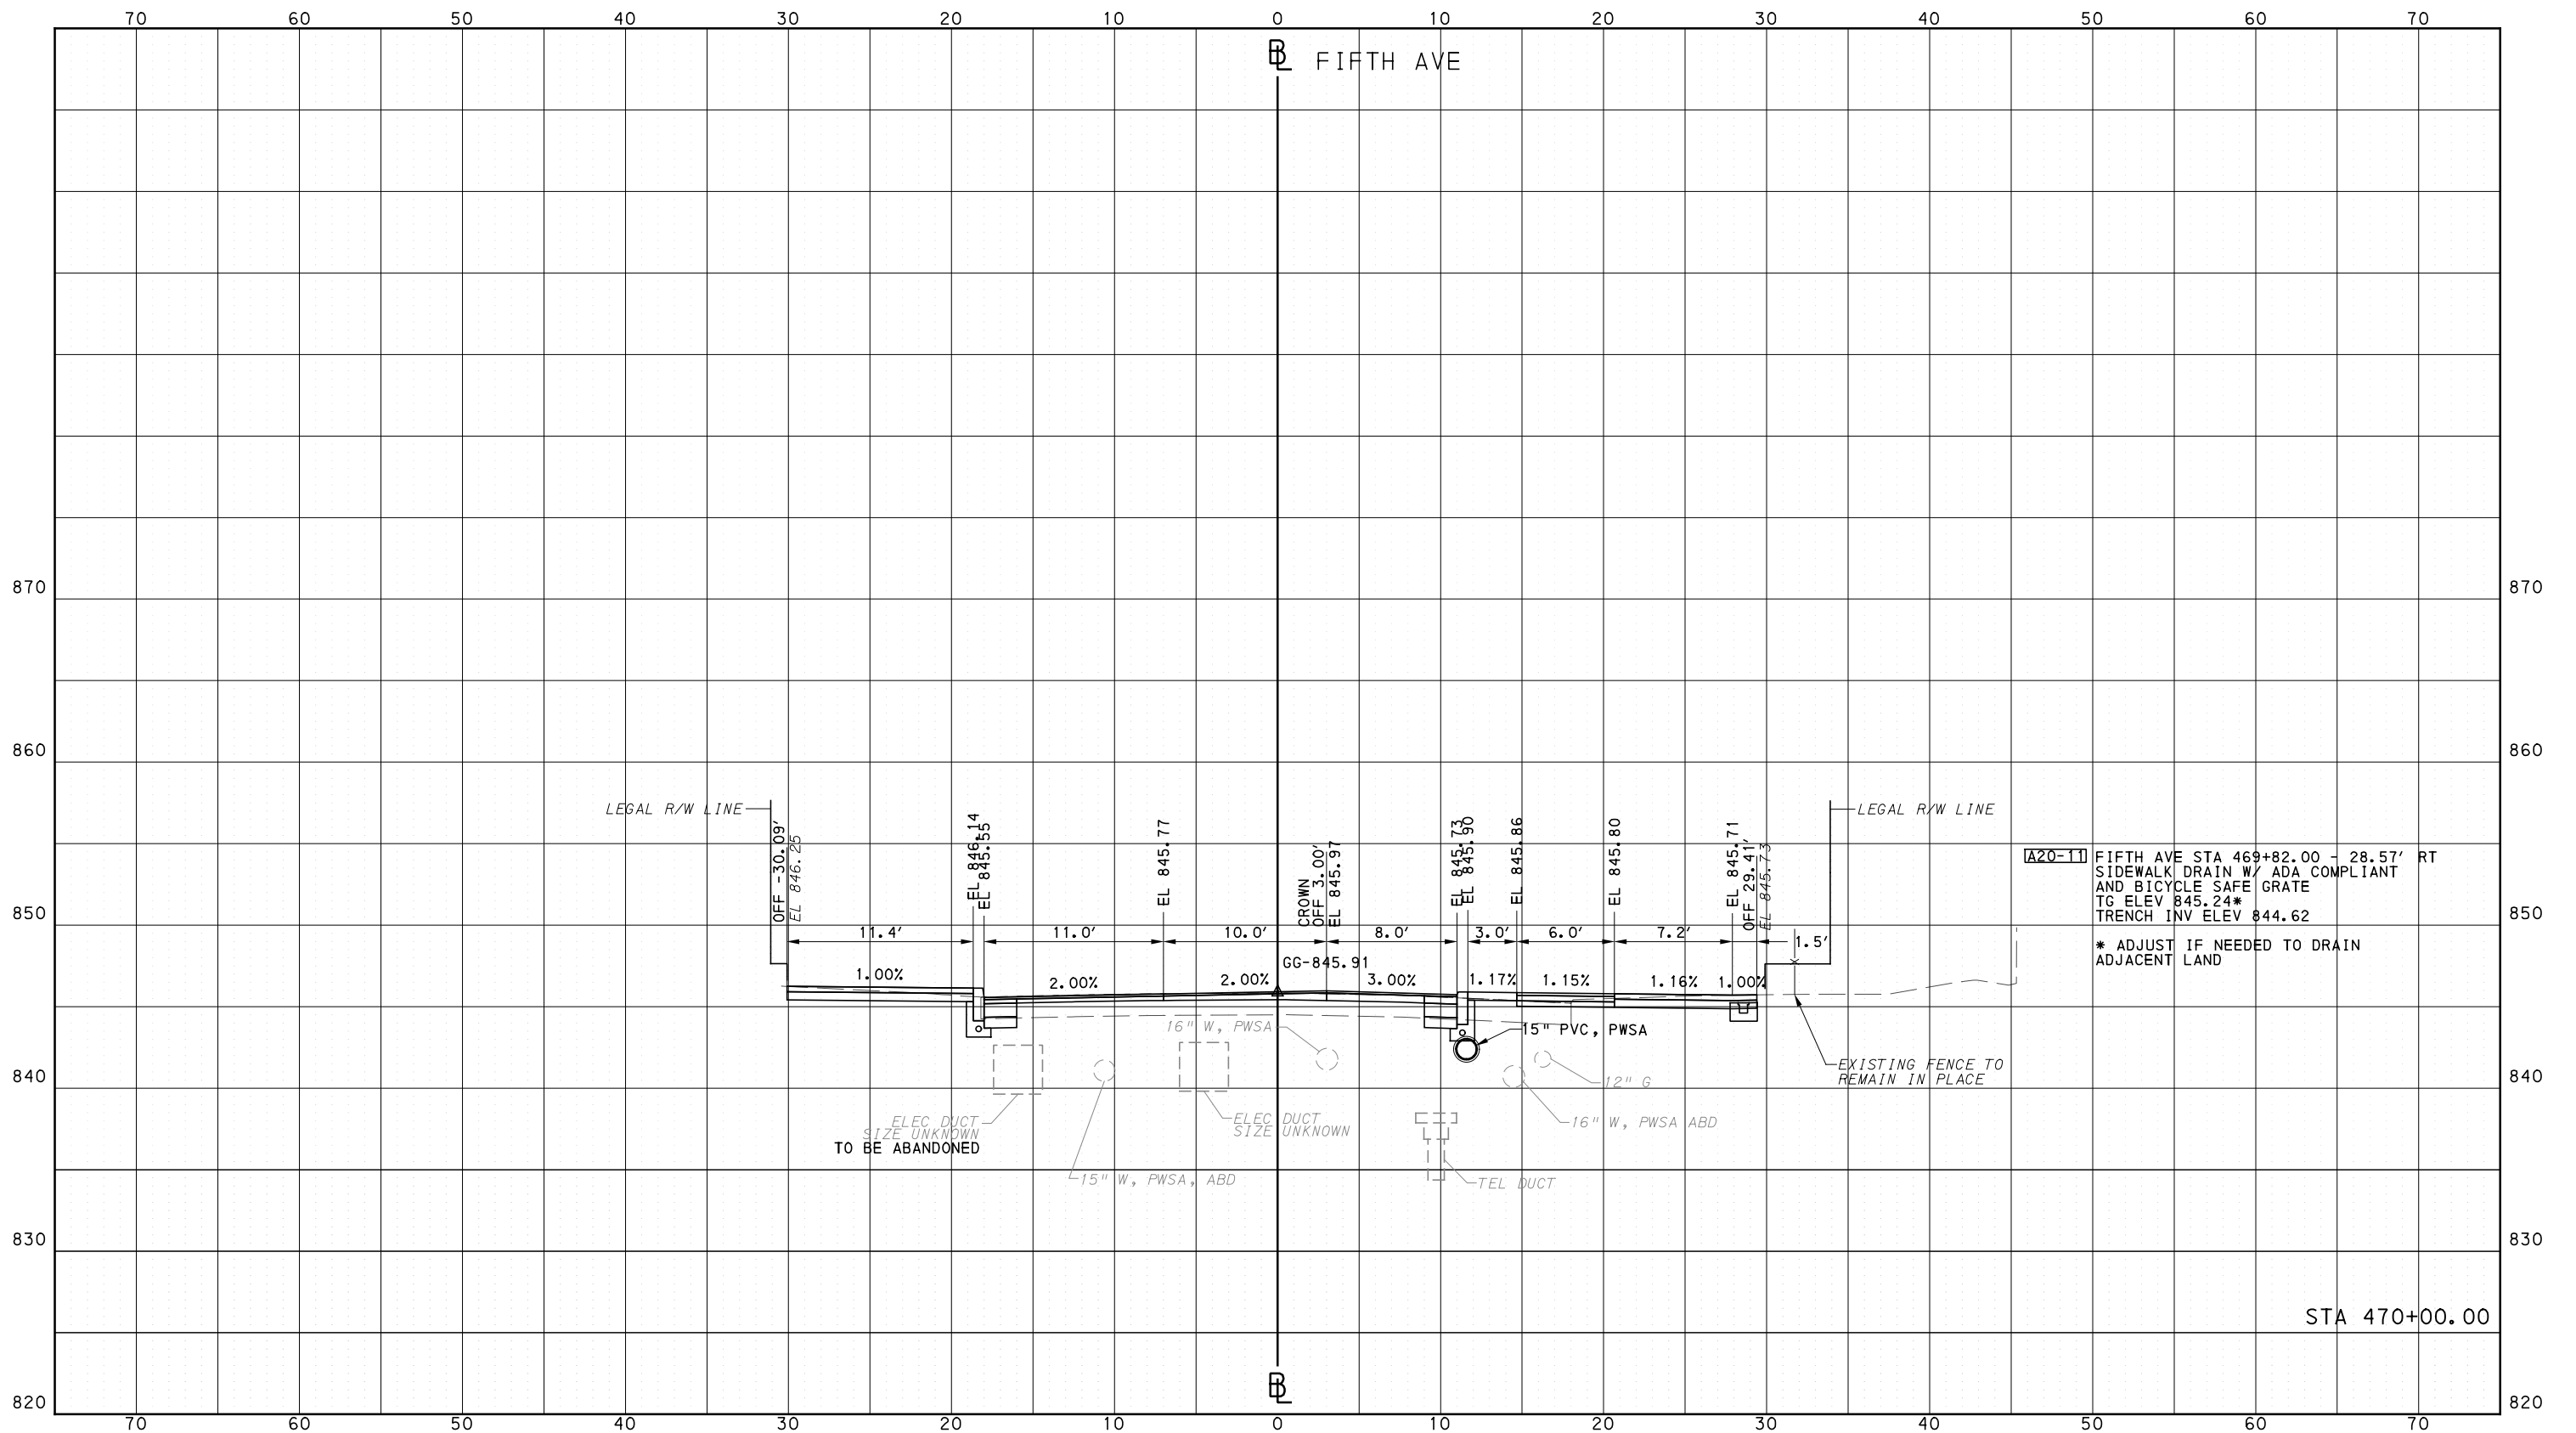 70 60 50 40 30 20 10 0 10 20 30 40 50 60 70
BL FIFTH AVE
870 870
860 860
LEGAL R/W LINE
LEGAL R/W LINE
OFF -30.09'
EL 846.25
EL 846.14
EL 845.55
EL 845.77
CROWN
OFF 3.00'
EL 845.97
EL 845.73
EL 845.90
EL 845.86
EL 845.80
EL 845.71
OFF 29.41'
EL 845.73
A20-11 FIFTH AVE STA 469+82.00 - 28.57' RT
SIDEWALK DRAIN W/ ADA COMPLIANT
AND BICYCLE SAFE GRATE
TG ELEV 845.24*
TRENCH INV ELEV 844.62
* ADJUST IF NEEDED TO DRAIN
ADJACENT LAND
850 850
11.4' 11.0' 10.0' 8.0' 3.0' 6.0' 7.2' 1.5'
GG-845.91
1.00% 2.00% 2.00% 3.00% 1.17% 1.15% 1.16% 1.00%
16" W, PWSA
15" PVC, PWSA
EXISTING FENCE TO
REMAIN IN PLACE
840 840
12" G
ELEC DUCT
SIZE UNKNOWN
TO BE ABANDONED
ELEC DUCT
SIZE UNKNOWN
16" W, PWSA ABD
15" W, PWSA, ABD
TEL DUCT
830 830
STA 470+00.00
BL
820 820
70 60 50 40 30 20 10 0 10 20 30 40 50 60 70